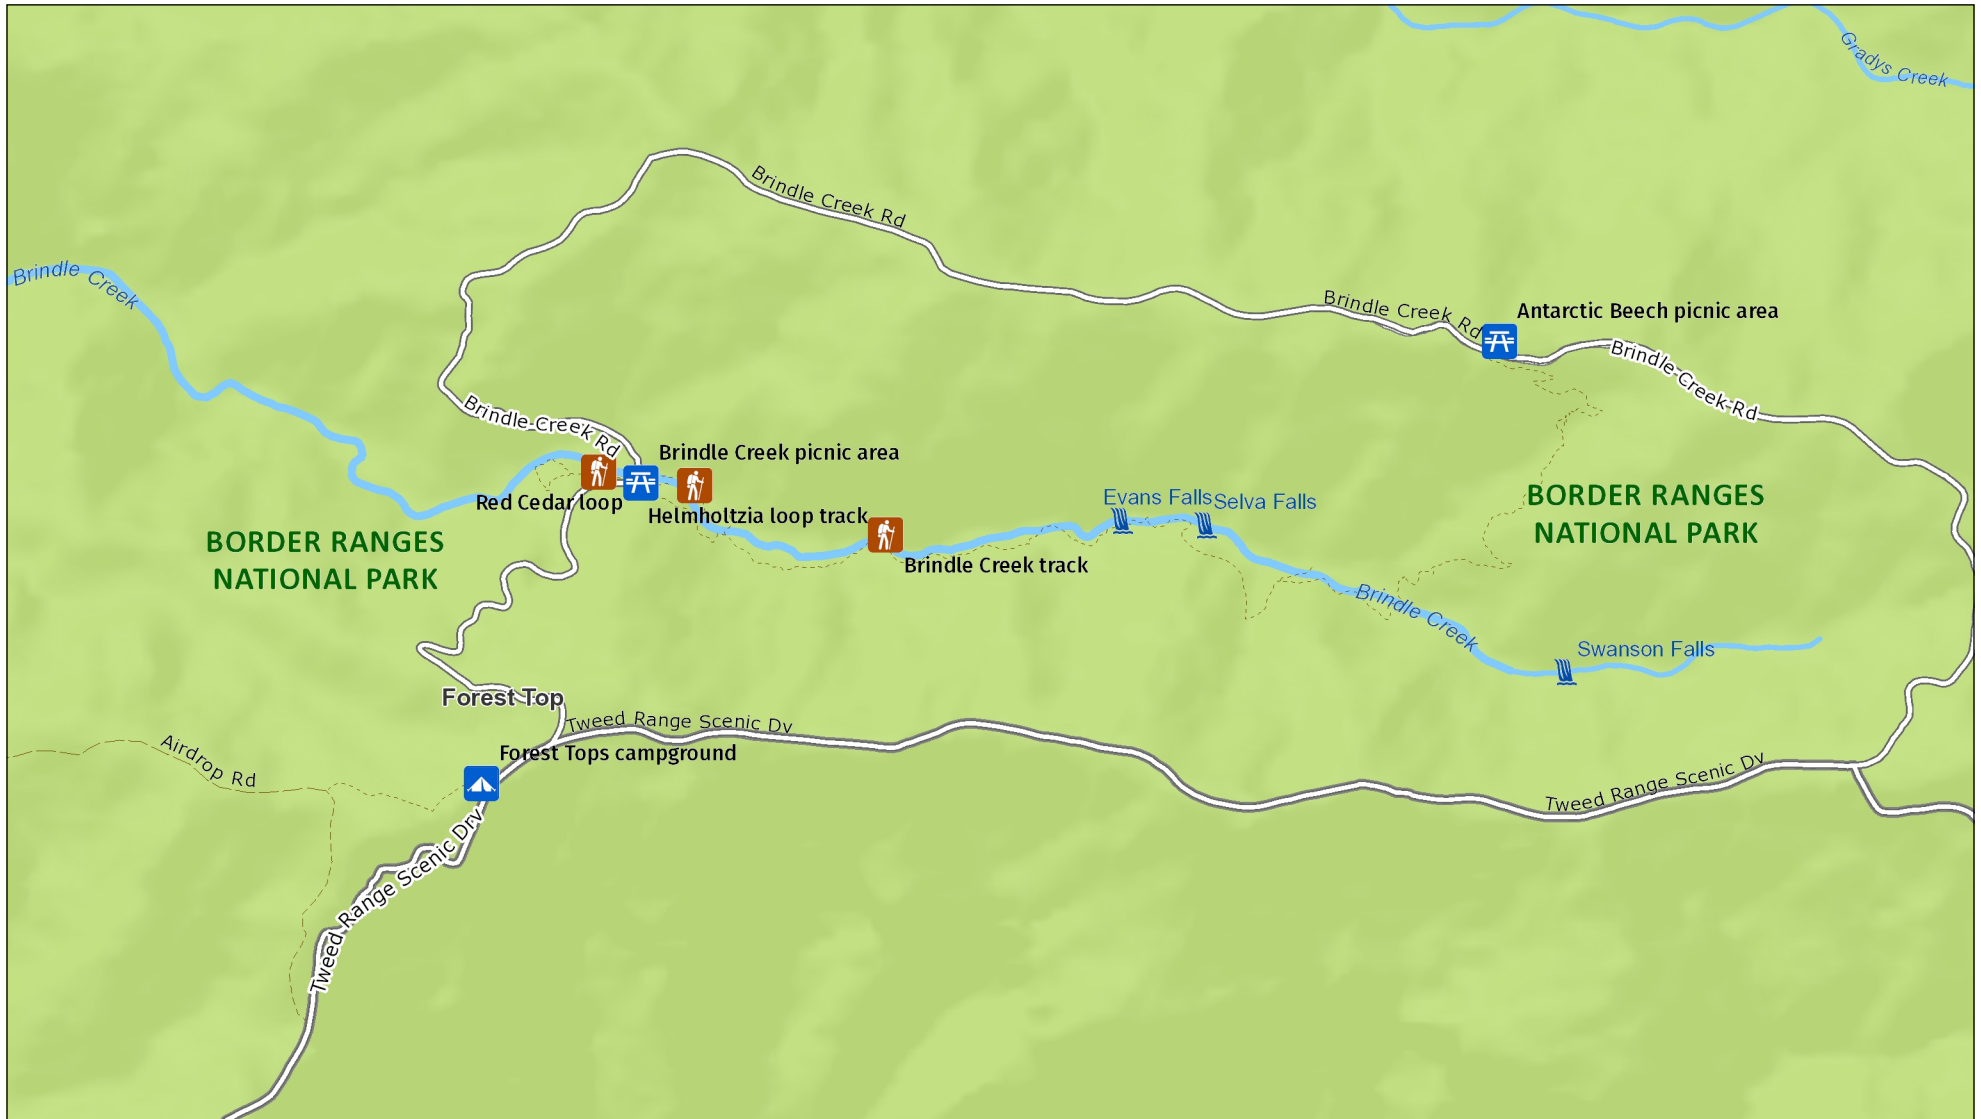 Gradys Creek
Brindle Creek Rd
Brindle Creek
Brindle Creek Rd
Antarctic Beech picnic area
Brindle Creek Rd
Brindle Creek Rd
Brindle Creek picnic area
Red Cedar loop
Helmholtzia loop track
Evans Falls
Selva Falls
BORDER RANGES
NATIONAL PARK
BORDER RANGES
NATIONAL PARK
Brindle Creek track
Brindle Creek
Swanson Falls
Forest Top
Tweed Range Scenic Dv
Airdrop Rd
Forest Tops campground
Tweed Range Scenic Dv
Tweed Range Scenic Drv